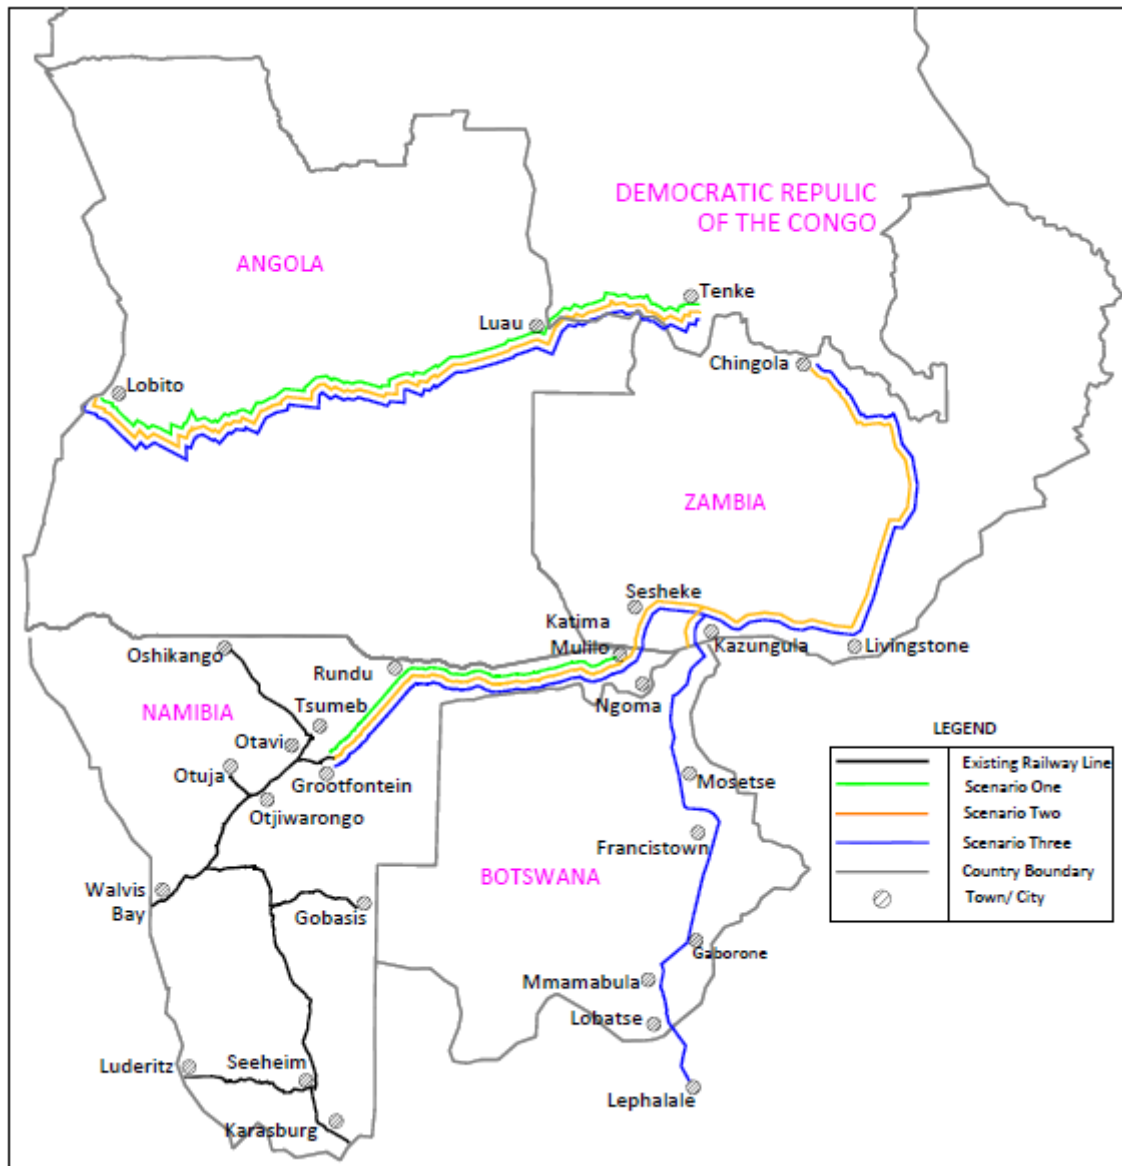 DEMOCRATIC REPULIC
OF THE CONGO
ANGOLA
Tenke
Luau
Chingola
Lobito
ZAMBIA
Sesheke
Katima
Mulilo
Kazungula
Livingstone
Oshikango
Rundu
Ngoma
Tsumeb
NAMIBIA
Otavi
Otuja
Grootfontein
Otjiwarongo
Mosetse
Francistown
BOTSWANA
Walvis
Bay
Gobasis
Gaborone
Mmamabula
Lobatse
Luderitz
Seeheim
Lephalale
Karasburg
LEGEND
Existing Railway Line
Scenario One
Scenario Two
Scenario Three
Country Boundary
Town/ City